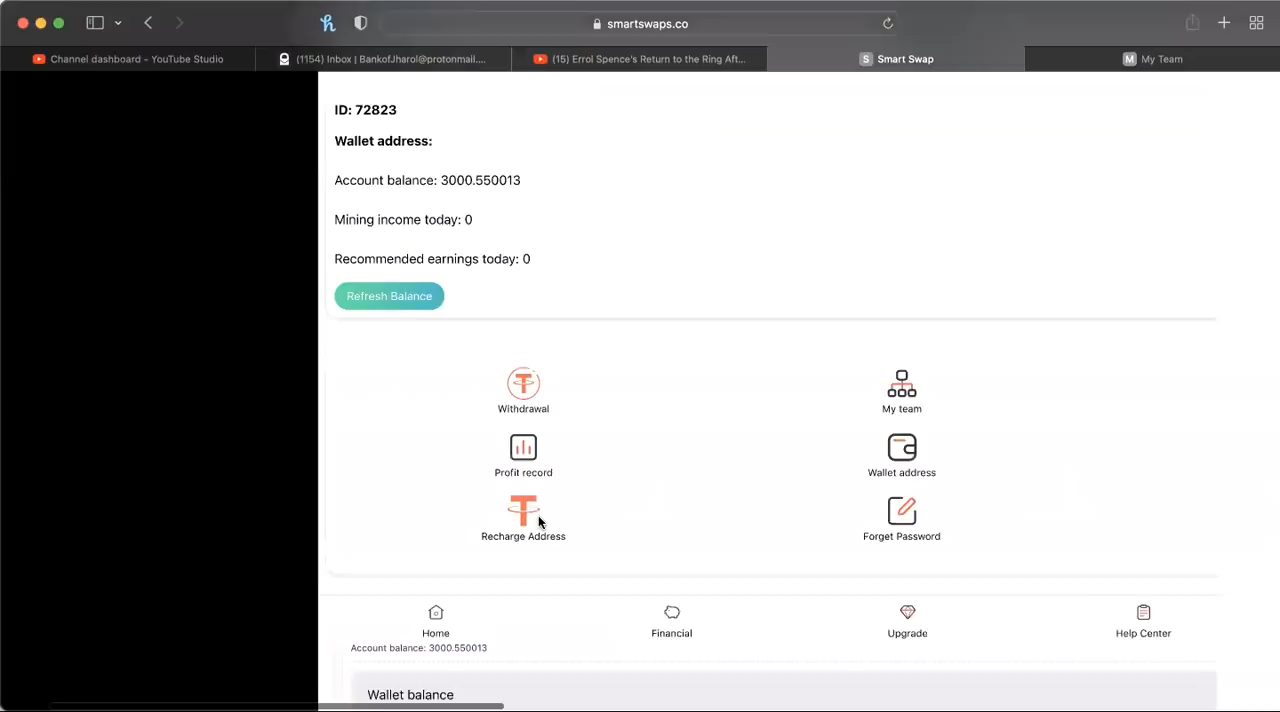 smartswaps.co
Channel dashboard - YouTube Studio
(1154) Inbox | BankofJharol@protonmail....
(15) Errol Spence's Return to the Ring Aft...
S Smart Swap
M My Team
ID: 72823
Wallet address:
Account balance: 3000.550013
Mining income today: 0
Recommended earnings today: 0
Refresh Balance
Withdrawal
My team
Profit record
Wallet address
Recharge Address
Forget Password
Home
Financial
Upgrade
Help Center
Account balance: 3000.550013
Wallet balance